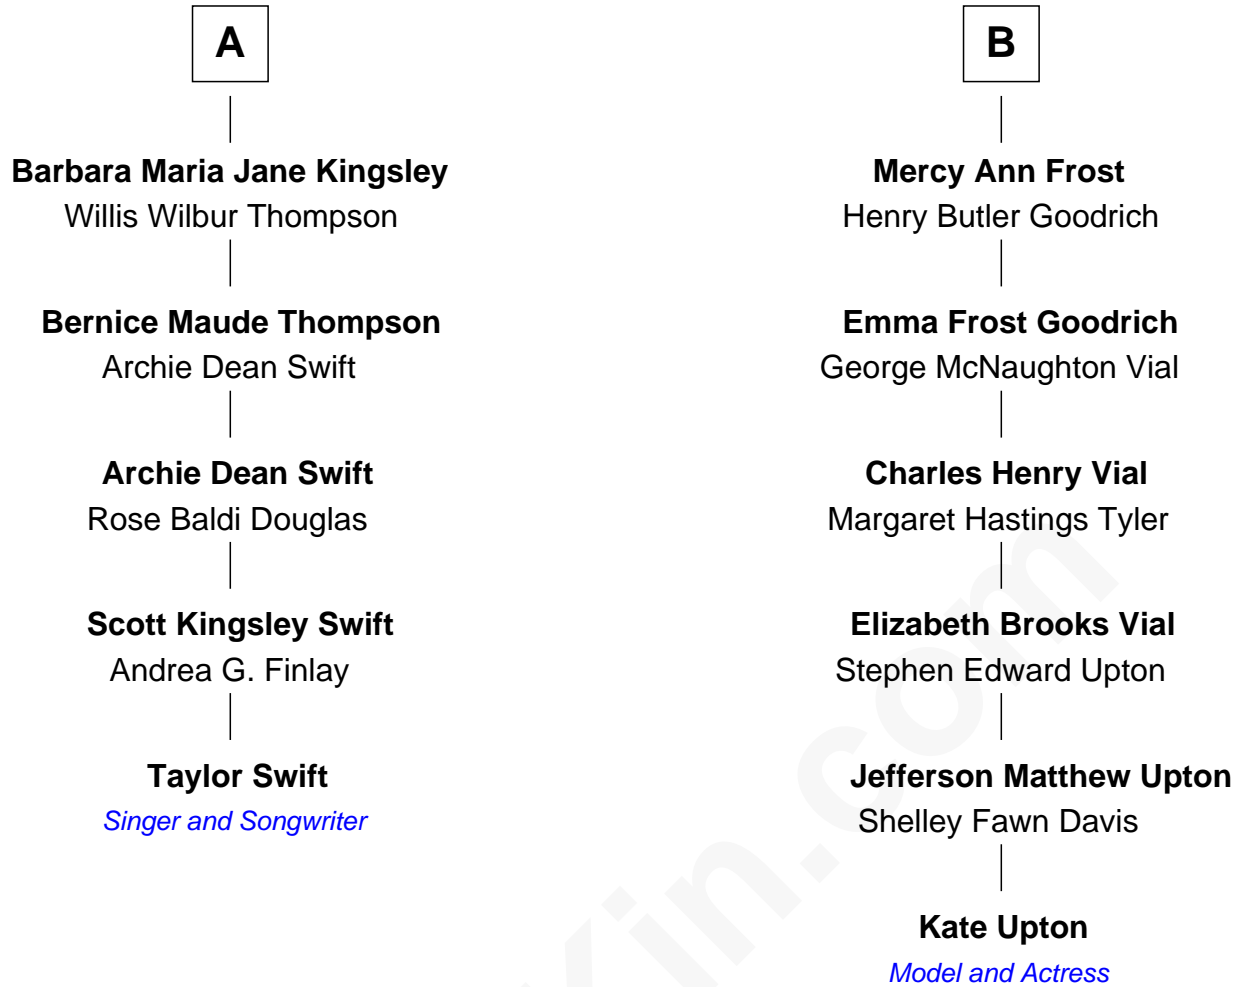 A
Barbara Maria Jane Kingsley
Willis Wilbur Thompson
Bernice Maude Thompson
Archie Dean Swift
Archie Dean Swift
Rose Baldi Douglas
Scott Kingsley Swift
Andrea G. Finlay
Taylor Swift
Singer and Songwriter
B
Mercy Ann Frost
Henry Butler Goodrich
Emma Frost Goodrich
George McNaughton Vial
Charles Henry Vial
Margaret Hastings Tyler
Elizabeth Brooks Vial
Stephen Edward Upton
Jefferson Matthew Upton
Shelley Fawn Davis
Kate Upton
Model and Actress
Kin.com